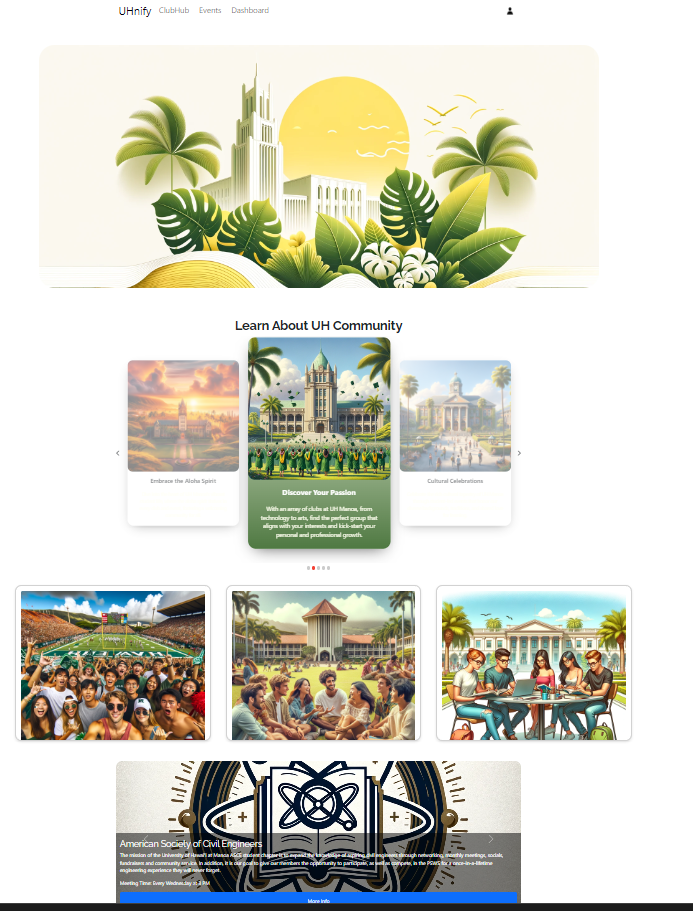 UHnify ClubHub Events Dashboard
Learn About UH Community
Embrace the Aloha Spirit
Discover Your Passion
With an array of clubs at UH Manoa, from
technology to arts, find the perfect group that
aligns with your interests and kick-start your
personal and professional growth.
Cultural Celebrations
American Society of Civil Engineers
The mission of the University of Hawai'i at Manoa ASCE student chapter is to expand the knowledge of aspiring civil engineers through networking, monthly meetings, socials,
fundraisers and community service. In addition, it is our goal to give our members the opportunity to participate, as well as compete, in the PSWS for a once-in-a-lifetime
engineering experience they will never forget.
Meeting Time: Every Wednesday at PM
More Info